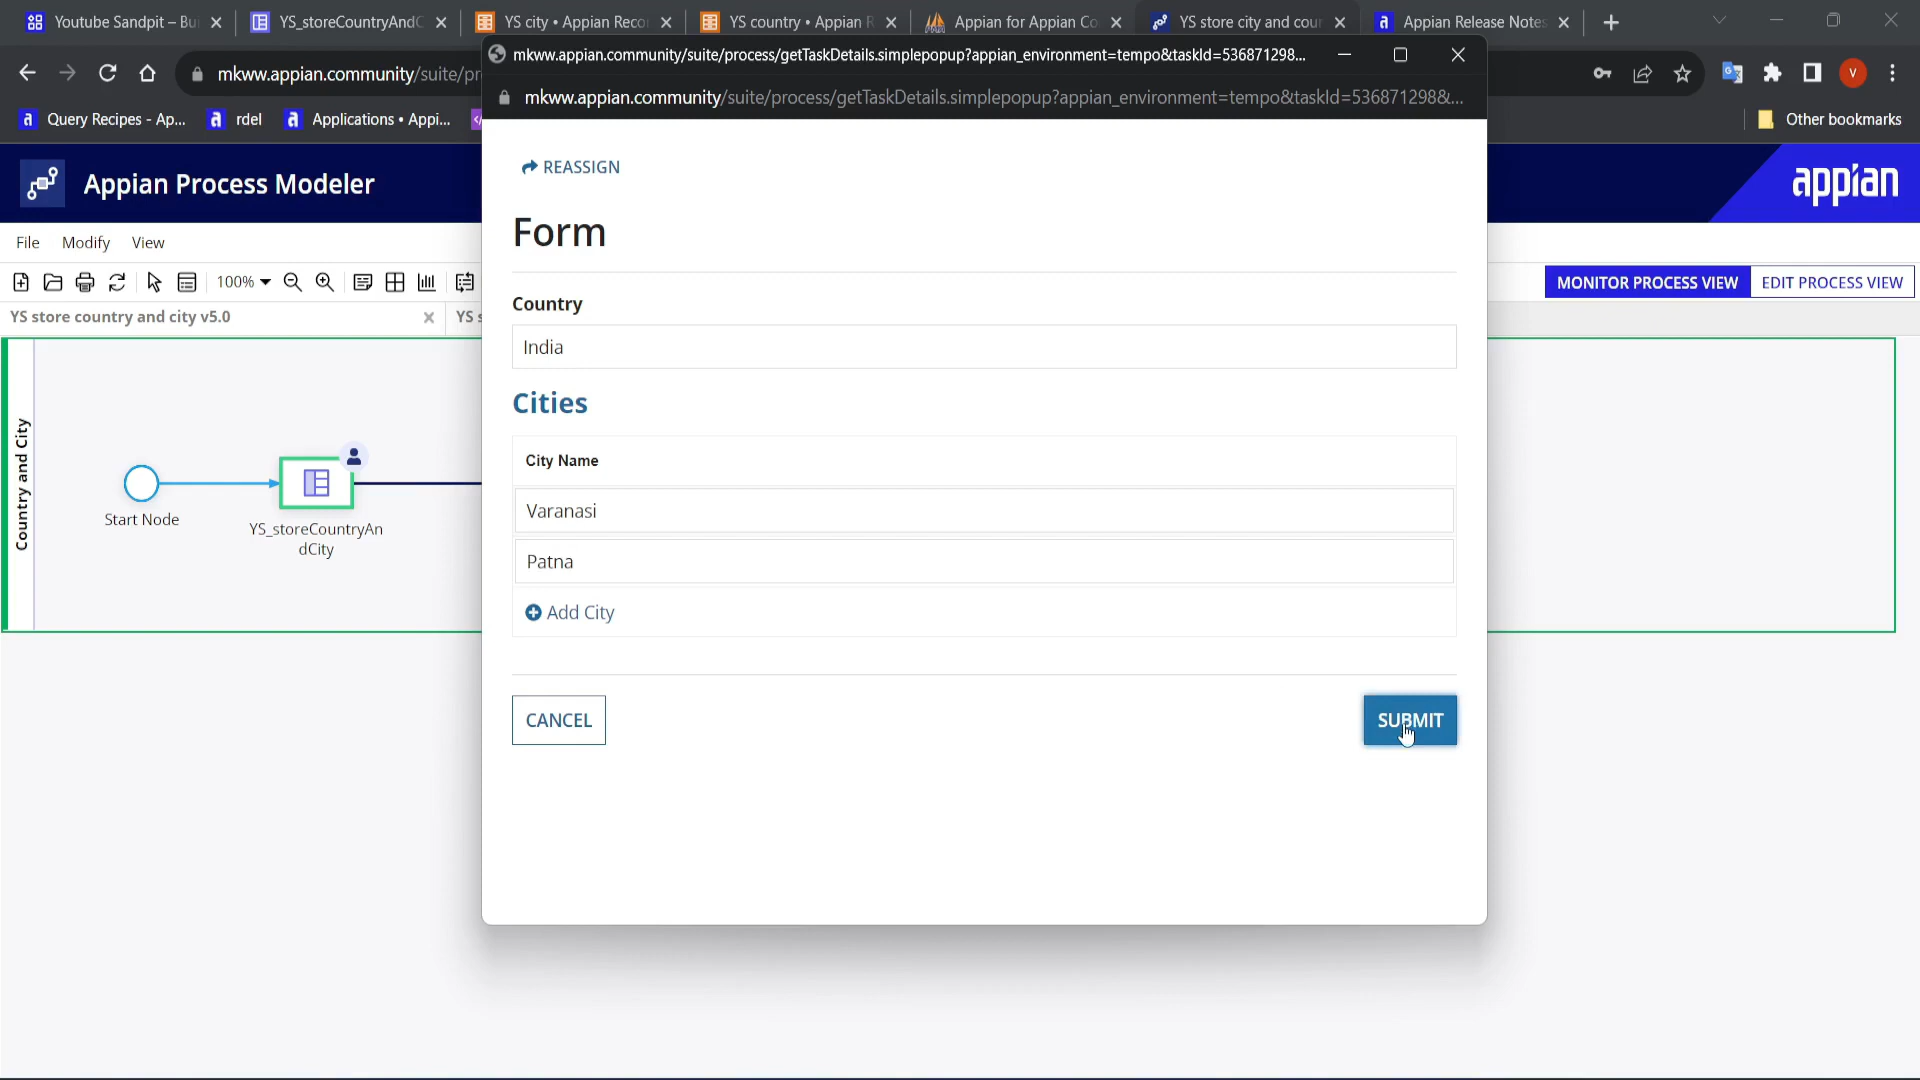 Youtube Sandpit – Bu
YS_storeCountryAndC
YS city • Appian Reco
YS country • Appian R
Appian for Appian Co
YS store city and cour
Appian Release Notes
mkww.appian.community/suite/process/getTaskDetails.simplepopup?appian_environment=tempo&taskId=536871298...
mkww.appian.community/suite/pr
V
mkww.appian.community/suite/process/getTaskDetails.simplepopup?appian_environment=tempo&taskId=536871298&...
Query Recipes - Ap...
rdel
Applications • Appi...
Other bookmarks
Appian Process Modeler
appian
REASSIGN
File
Modify
View
Form
100%
MONITOR PROCESS VIEW
EDIT PROCESS VIEW
YS store country and city v5.0
YS s
Country
India
Cities
City Name
Varanasi
Patna
Add City
Country and City
Start Node
YS_storeCountryAn
dCity
CANCEL
SUBMIT